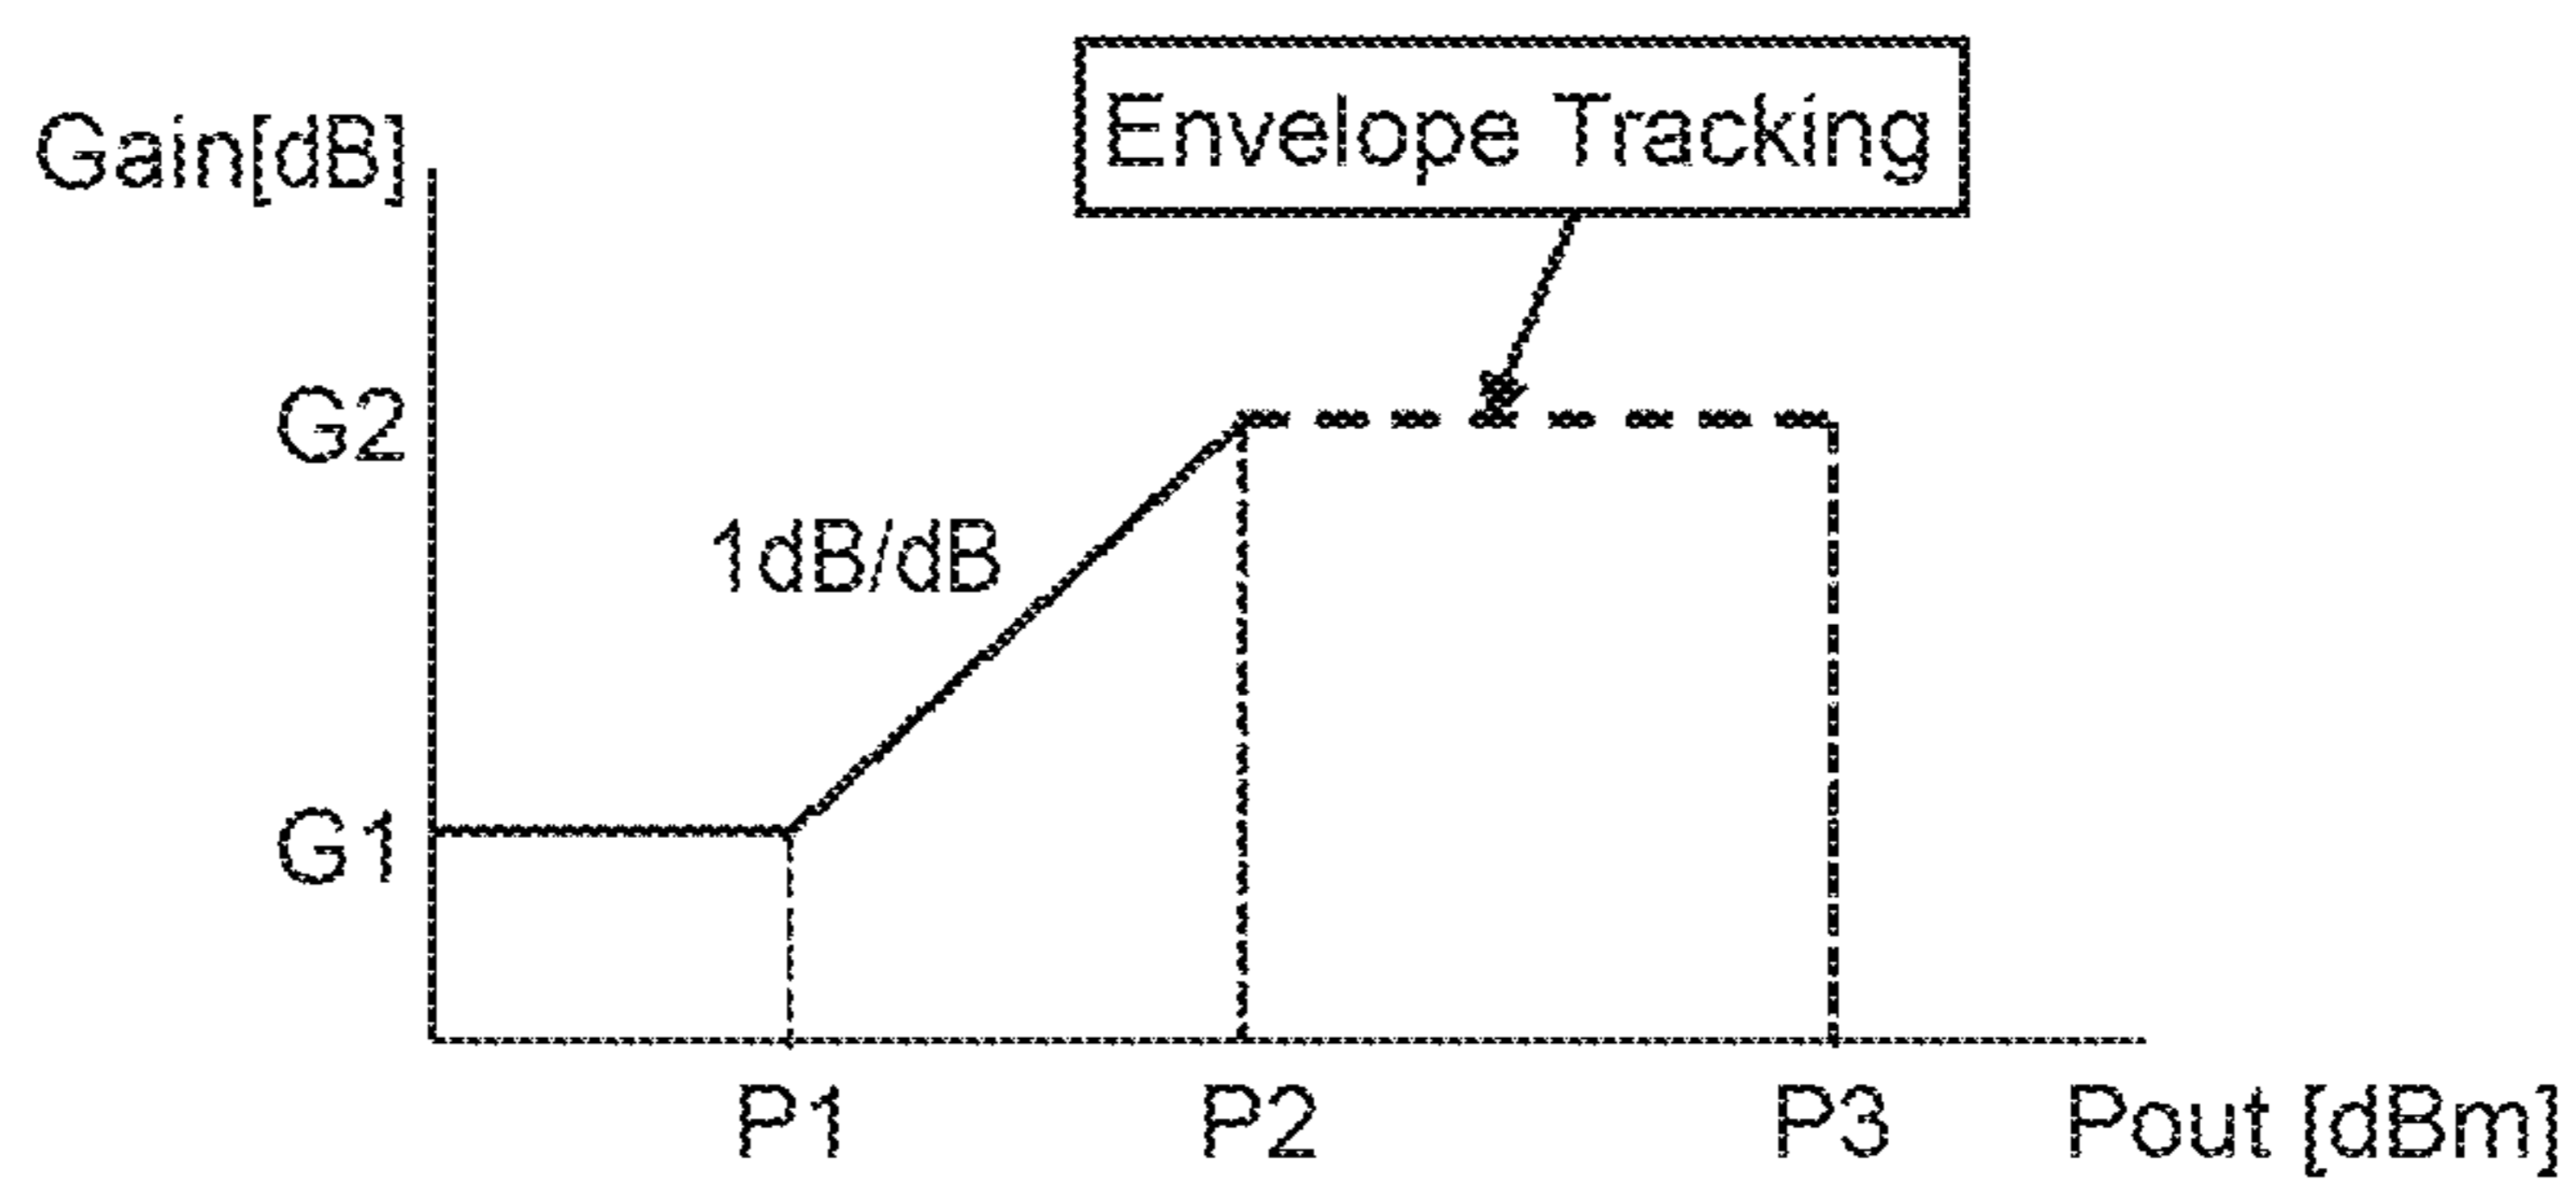 Envelope Tracking
Gain[dB]
G2
1dB/dB
G1
P1 P2 P3 Pout [dBm]